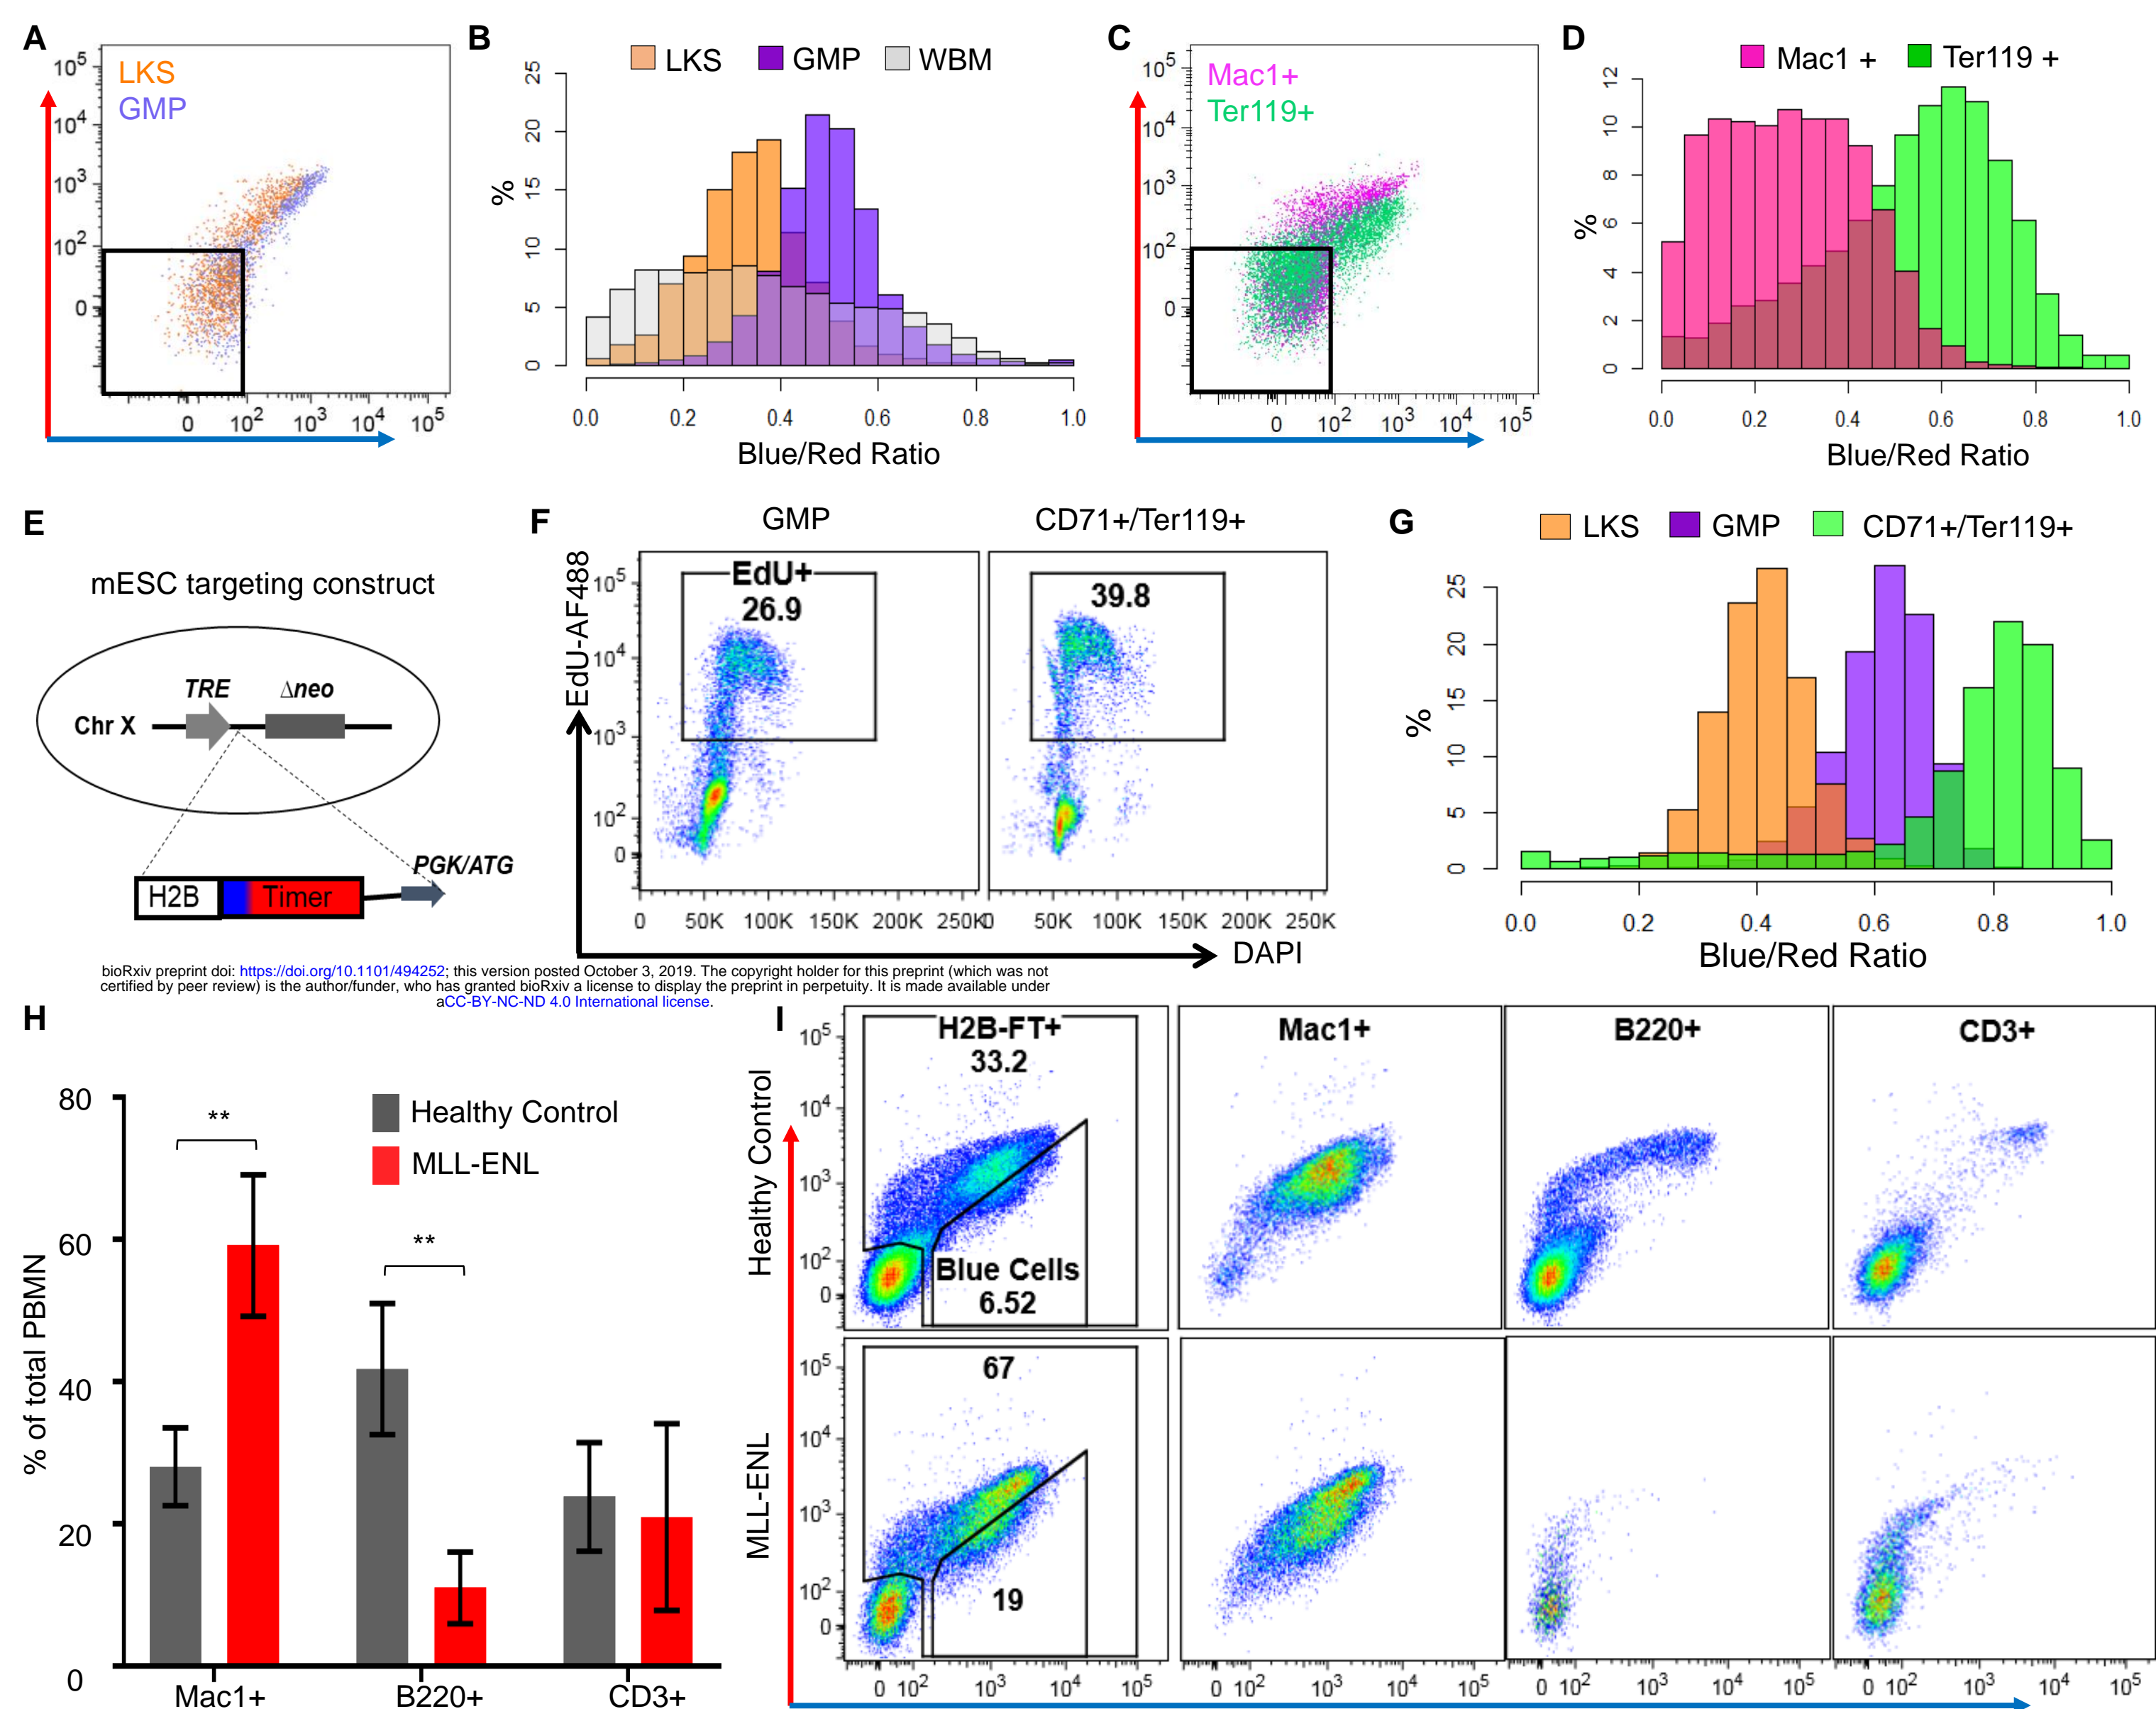 A
LKS
GMP
10^5
10^4
10^3
10^2
0
0 10^2 10^3 10^4 10^5
B
LKS GMP WBM
%
25
20
15
10
5
0
0.0 0.2 0.4 0.6 0.8 1.0
Blue/Red Ratio
C
Mac1+
Ter119+
10^5
10^4
10^3
10^2
0
0 10^2 10^3 10^4 10^5
D
Mac1 + Ter119 +
%
12
10
8
6
4
2
0
0.0 0.2 0.4 0.6 0.8 1.0
Blue/Red Ratio
E
mESC targeting construct
TRE Δneo
Chr X
PGK/ATG
H2B Timer
F
GMP CD71+/Ter119+
EdU-AF488
10^5
10^4
10^3
10^2
0
EdU+
26.9
39.8
0 50K 100K 150K 200K 250K
0 50K 100K 150K 200K 250K
DAPI
G
LKS GMP CD71+/Ter119+
%
25
20
15
10
5
0
0.0 0.2 0.4 0.6 0.8 1.0
Blue/Red Ratio
bioRxiv preprint doi: https://doi.org/10.1101/494252; this version posted October 3, 2019. The copyright holder for this preprint (which was not
certified by peer review) is the author/funder, who has granted bioRxiv a license to display the preprint in perpetuity. It is made available under
aCC-BY-NC-ND 4.0 International license.
H
% of total PBMN
80
60
40
20
0
** **
Healthy Control
MLL-ENL
Mac1+ B220+ CD3+
I
Healthy Control
10^5
10^4
10^3
10^2
0
H2B-FT+
33.2
Blue Cells
6.52
Mac1+
B220+
CD3+
MLL-ENL
10^5
10^4
10^3
10^2
0
67
19
0 10^2 10^3 10^4 10^5
0 10^2 10^3 10^4 10^5
0 10^2 10^3 10^4 10^5
0 10^2 10^3 10^4 10^5